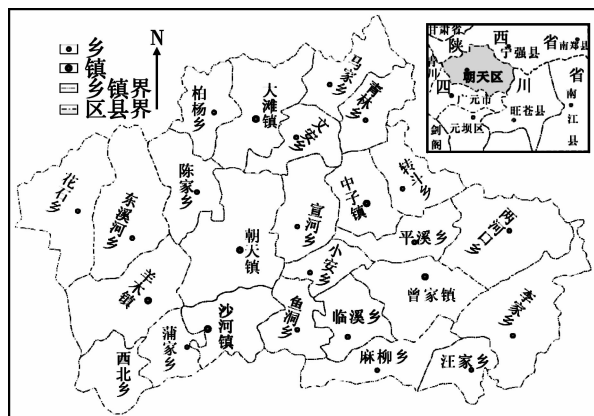 乡
镇
乡镇界
区县界
N
马家乡
青林乡
柏杨乡
大滩镇
文安乡
陈家乡
花石乡
东溪河乡
宣河乡
中子镇
转斗乡
朝天镇
平溪乡
两河口乡
小安乡
羊木镇
曾家镇
李家乡
沙河镇
鱼洞乡
临溪乡
蒲家乡
西北乡
麻柳乡
汪家乡
甘肃省
陕西省
宁强县
南郑县
朝天区
青川
四川省
广元市
旺苍县
南江县
元坝区
剑阁